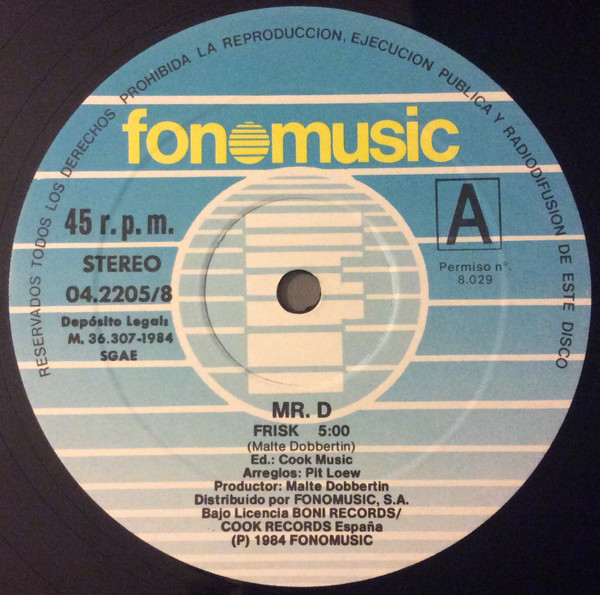 RESERVADOS TODOS LOS DERECHOS PROHIBIDA LA REPRODUCCION, EJECUCION PUBLICA Y RADIODIFUSION DE ESTE DISCO
fonomusic
45 r.p.m.
STEREO
04.2205/8
Depósito Legal:
M. 36.307-1984
SGAE
A
Permiso n°.
8.029
MR. D
FRISK 5:00
(Malte Dobbertin)
Ed.: Cook Music
Arreglos: Pit Loew
Productor: Malte Dobbertin
Distribuído por FONOMUSIC, S.A.
Bajo Licencia BONI RECORDS/
COOK RECORDS España
(P) 1984 FONOMUSIC